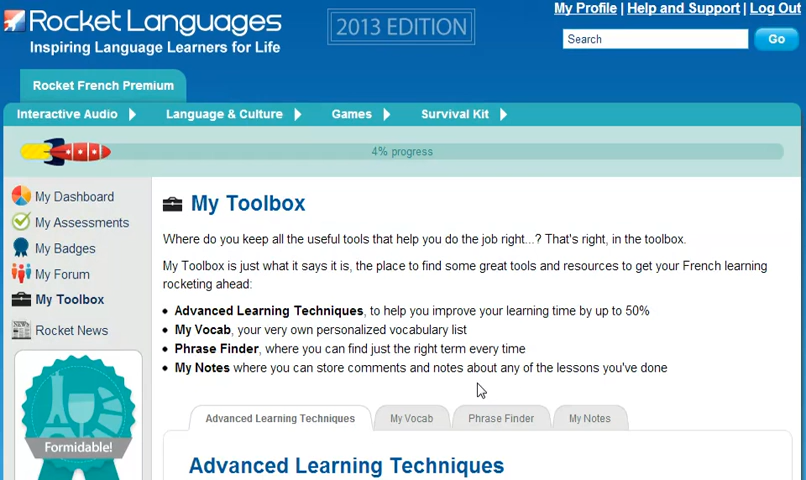 Rocket Languages
Inspiring Language Learners for Life
2013 EDITION
My Profile | Help and Support | Log Out
Search
Go
Rocket French Premium
Interactive Audio
Language & Culture
Games
Survival Kit
4% progress
My Dashboard
My Assessments
My Badges
My Forum
My Toolbox
Rocket News
Formidable!
My Toolbox
Where do you keep all the useful tools that help you do the job right...? That's right, in the toolbox.
My Toolbox is just what it says it is, the place to find some great tools and resources to get your French learning
rocketing ahead:
Advanced Learning Techniques, to help you improve your learning time by up to 50%
My Vocab, your very own personalized vocabulary list
Phrase Finder, where you can find just the right term every time
My Notes where you can store comments and notes about any of the lessons you've done
Advanced Learning Techniques
My Vocab
Phrase Finder
My Notes
Advanced Learning Techniques